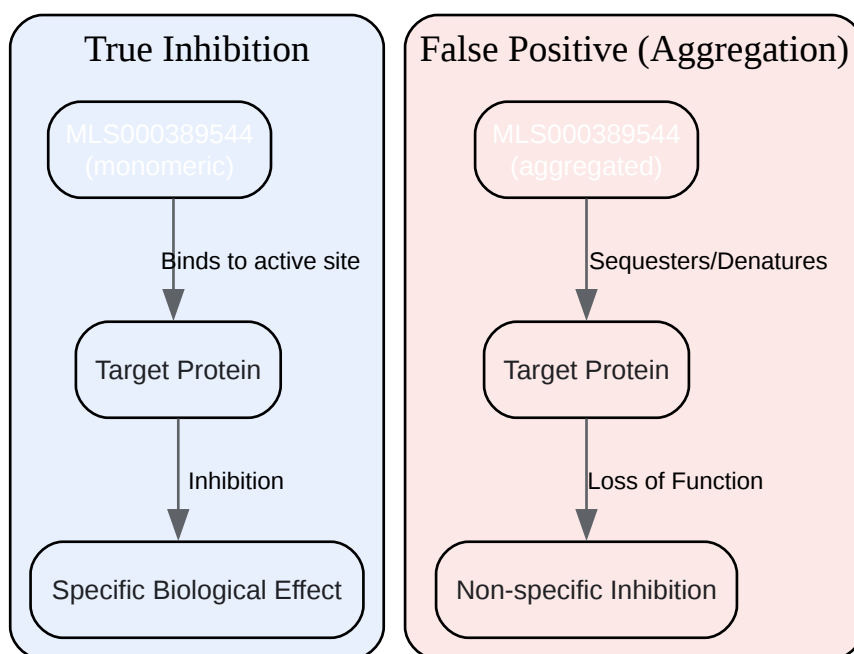 True Inhibition
MLS000389544
(monomeric)
Binds to active site
Target Protein
Inhibition
Specific Biological Effect
False Positive (Aggregation)
MLS000389544
(aggregated)
Sequesters/Denatures
Target Protein
Loss of Function
Non-specific Inhibition